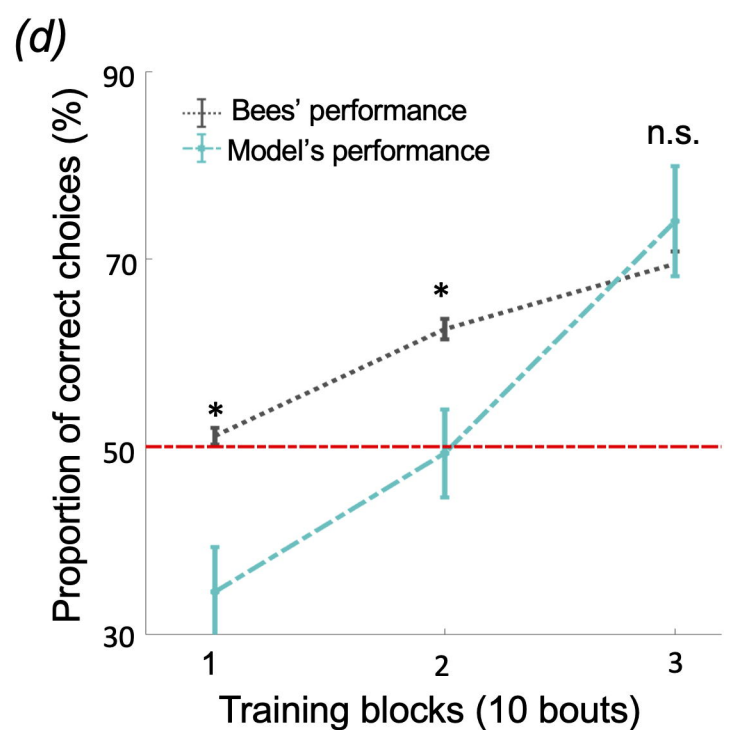 (d)
90
Bees’ performance
Model’s performance
n.s.
70
*
*
50
30
1
2
3
Training blocks (10 bouts)
Proportion of correct choices (%)